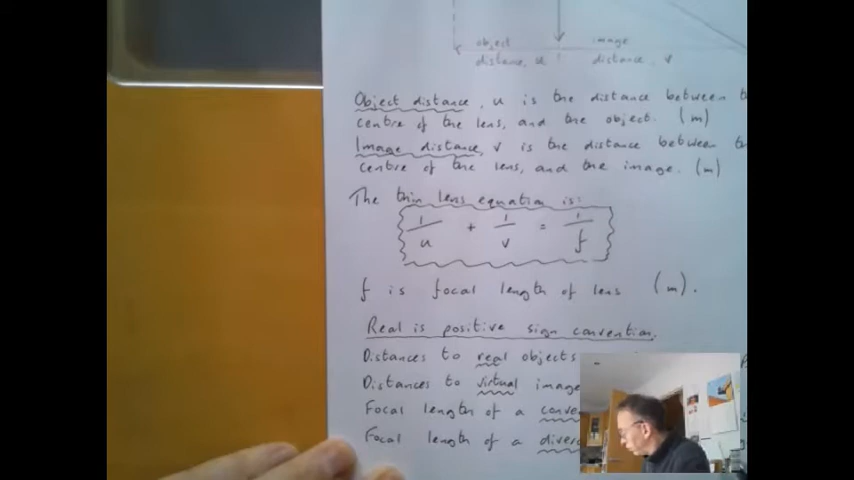 object image
distance, u distance, v
Object distance, u is the distance between
centre of the lens, and the object. (m)
Image distance, v is the distance between
centre of the lens, and the image. (m)
The thin lens equation is:
1/u + 1/v = 1/f
f is focal length of lens (m).
Real is positive sign convention.
Distances to real objects
Distances to virtual
Focal length of a
Focal length of a